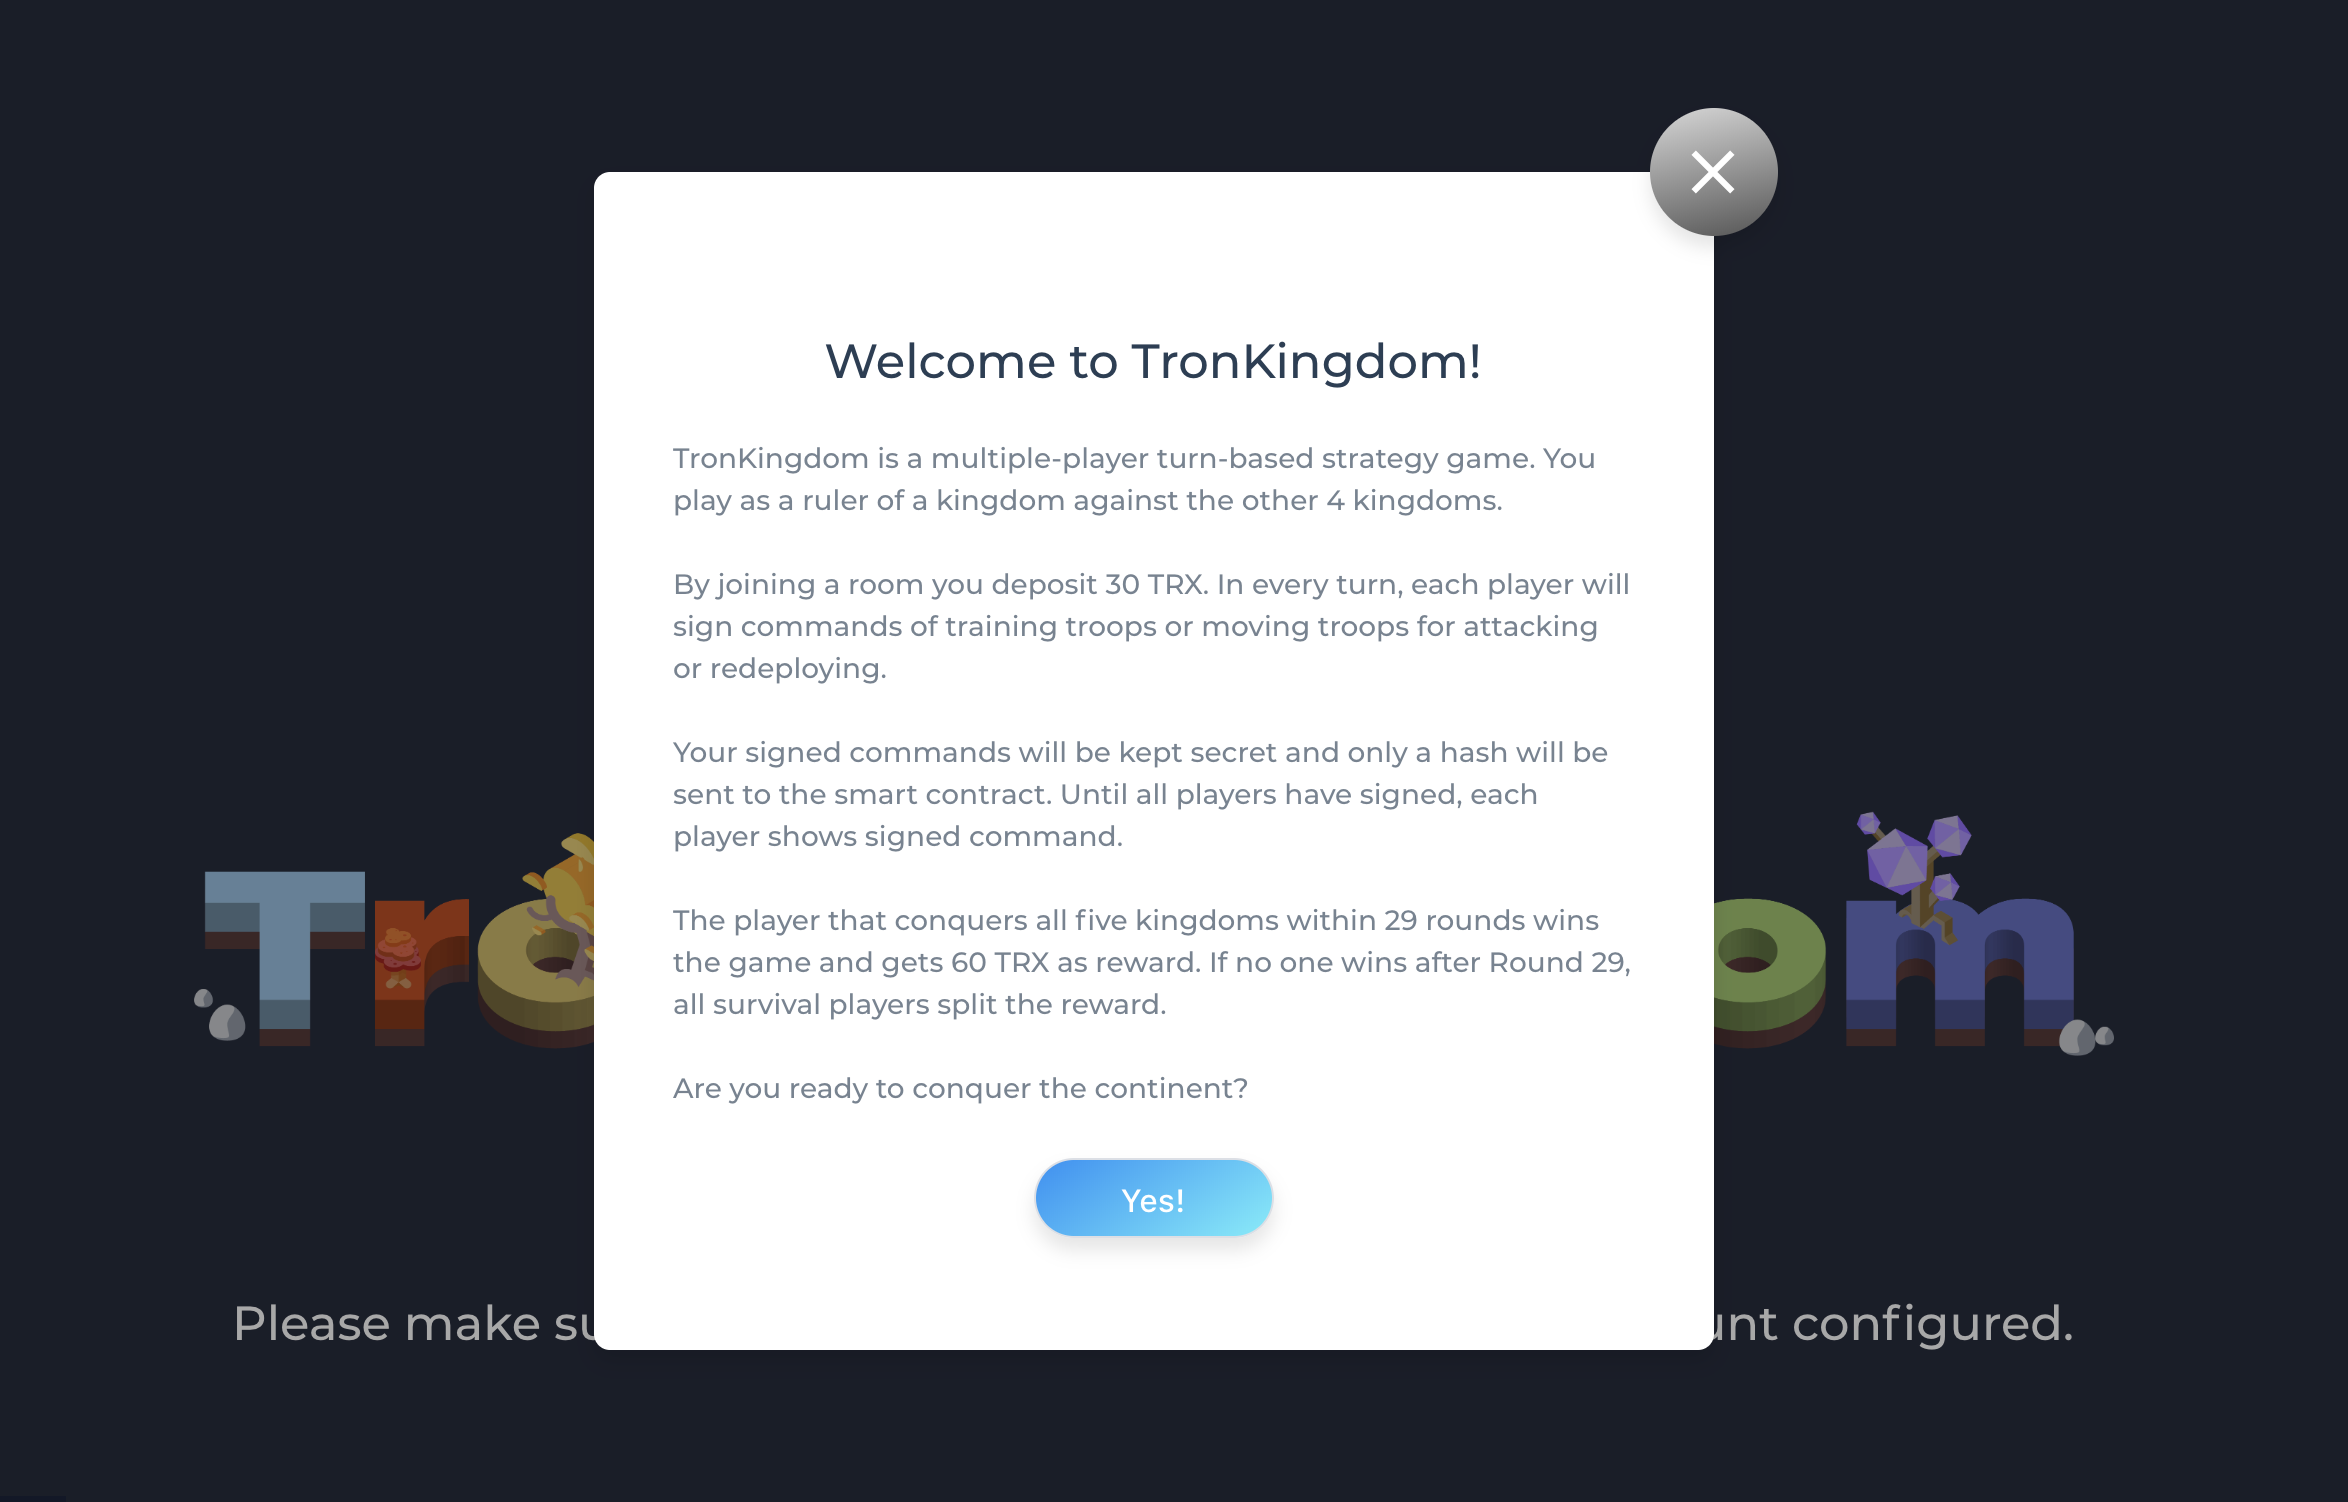 Welcome to TronKingdom!
TronKingdom is a multiple-player turn-based strategy game. You
play as a ruler of a kingdom against the other 4 kingdoms.
By joining a room you deposit 30 TRX. In every turn, each player will
sign commands of training troops or moving troops for attacking
or redeploying.
Your signed commands will be kept secret and only a hash will be
sent to the smart contract. Until all players have signed, each
player shows signed command.
The player that conquers all five kingdoms within 29 rounds wins
the game and gets 60 TRX as reward. If no one wins after Round 29,
all survival players split the reward.
Are you ready to conquer the continent?
Yes!
Tro om
Please make configured.